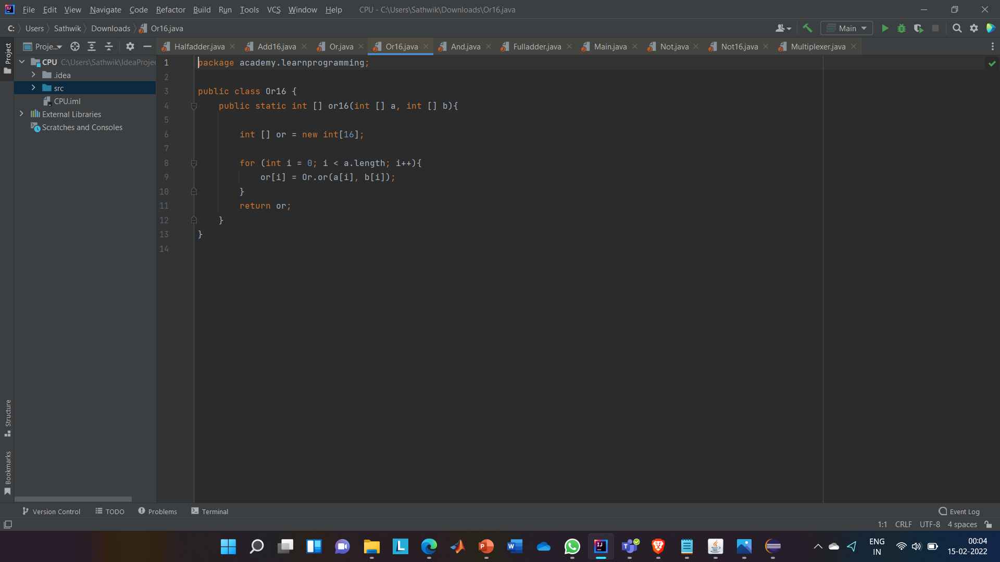 File Edit View Navigate Code Refactor Build Run Tools VCS Window Help CPU - C:\Users\Sathwik\Downloads\Or16.java
C: Users Sathwik Downloads Or16.java Main
Project
Proje...
Halfadder.java Add16.java Or.java Or16.java And.java Fulladder.java Main.java Not.java Not16.java Multiplexer.java
CPU C:\Users\Sathwik\IdeaProjec
.idea
src
CPU.iml
External Libraries
Scratches and Consoles
1 package academy.learnprogramming;
2
3 public class Or16 {
4 public static int [] or16(int [] a, int [] b){
5
6 int [] or = new int[16];
7
8 for (int i = 0; i < a.length; i++){
9 or[i] = Or.or(a[i], b[i]);
10 }
11 return or;
12 }
13 }
14
Structure
Bookmarks
Version Control TODO Problems Terminal Event Log
1:1 CRLF UTF-8 4 spaces
ENG
IN
00:04
15-02-2022